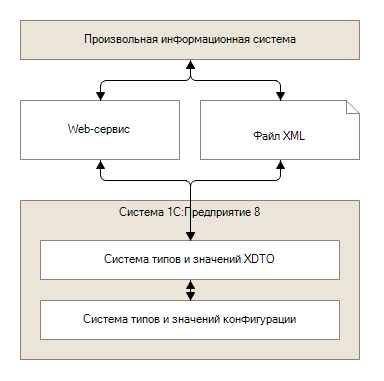 Произвольная информационная система
Web-сервис
Файл XML
Система 1С:Предприятие 8
Система типов и значений XDTO
Система типов и значений конфигурации